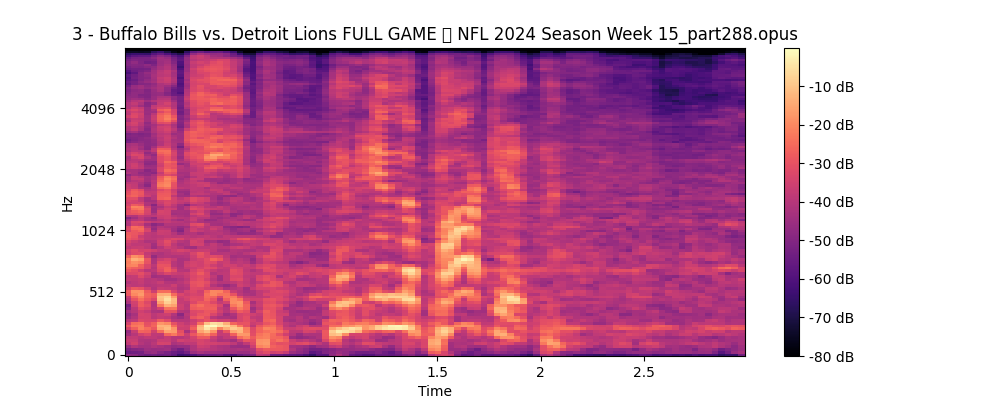 3 - Buffalo Bills vs. Detroit Lions FULL GAME ▯ NFL 2024 Season Week 15_part288.opus
Hz
4096
2048
1024
512
0
0 0.5 1 1.5 2 2.5
Time
-10 dB
-20 dB
-30 dB
-40 dB
-50 dB
-60 dB
-70 dB
-80 dB